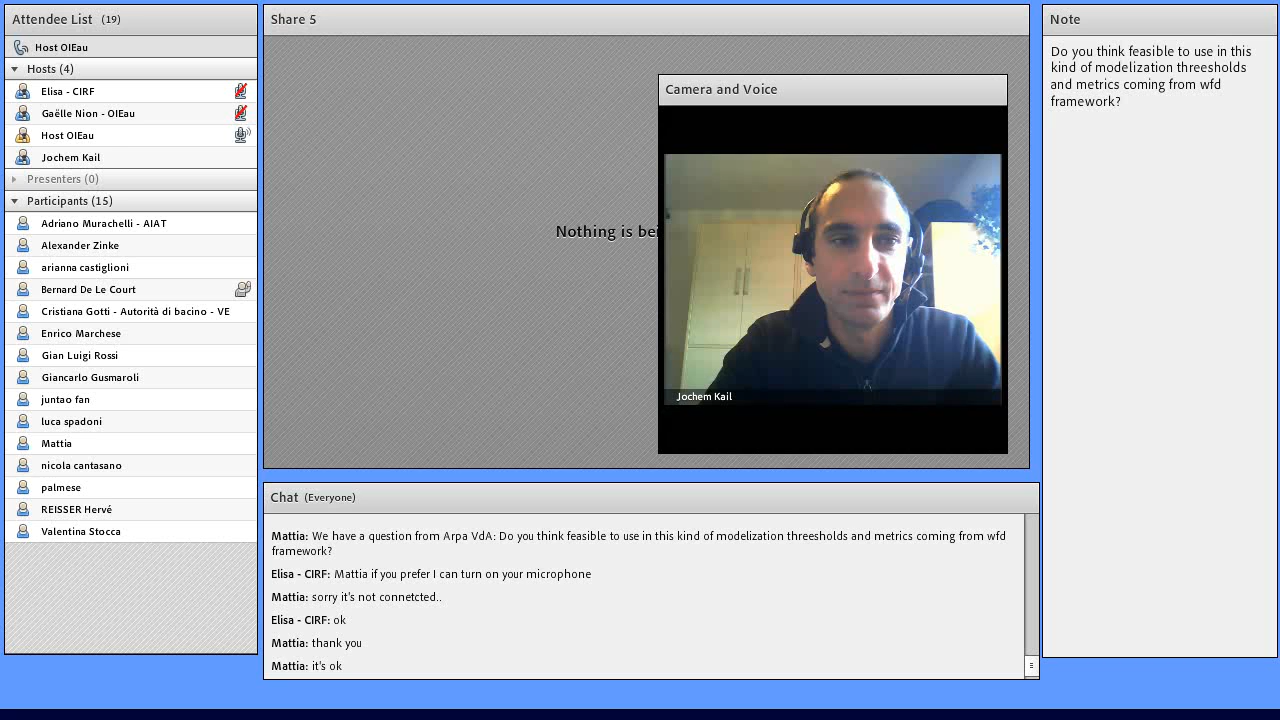 Attendee List (19)
Host OIEau
Hosts (4)
Elisa - CIRF
Gaëlle Nion - OIEau
Host OIEau
Jochem Kail
Presenters (0)
Participants (15)
Adriano Murachelli - AIAT
Alexander Zinke
arianna castiglioni
Bernard De Le Court
Cristiana Gotti - Autorità di bacino - VE
Enrico Marchese
Gian Luigi Rossi
Giancarlo Gusmaroli
juntao fan
luca spadoni
Mattia
nicola cantasano
palmese
REISSER Hervé
Valentina Stocca
Share 5
Nothing is bei
Camera and Voice
Jochem Kail
Chat (Everyone)
Mattia: We have a question from Arpa VdA: Do you think feasible to use in this kind of modelization threesholds and metrics coming from wfd
framework?
Elisa - CIRF: Mattia if you prefer I can turn on your microphone
Mattia: sorry it's not connetcted..
Elisa - CIRF: ok
Mattia: thank you
Mattia: it's ok
Note
Do you think feasible to use in this
kind of modelization threesholds
and metrics coming from wfd
framework?